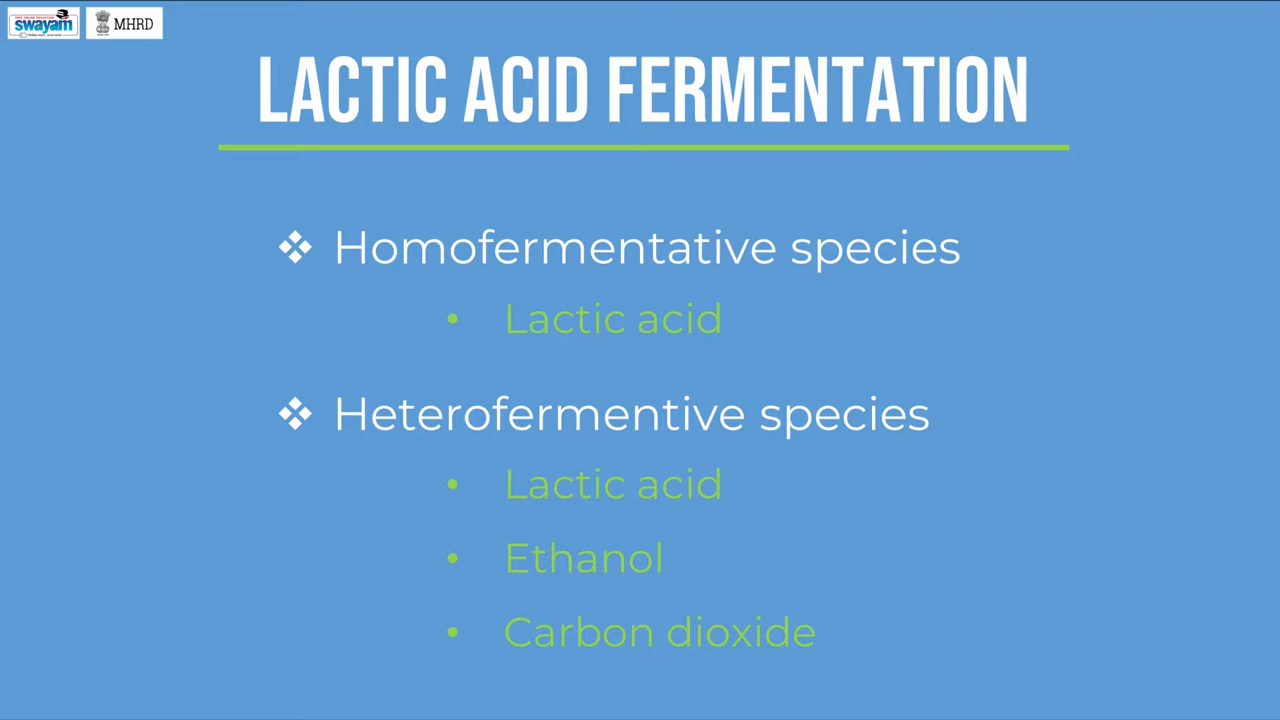 swayam
MHRD
LACTIC ACID FERMENTATION
❖ Homofermentative species
• Lactic acid
❖ Heterofermentive species
• Lactic acid
• Ethanol
• Carbon dioxide